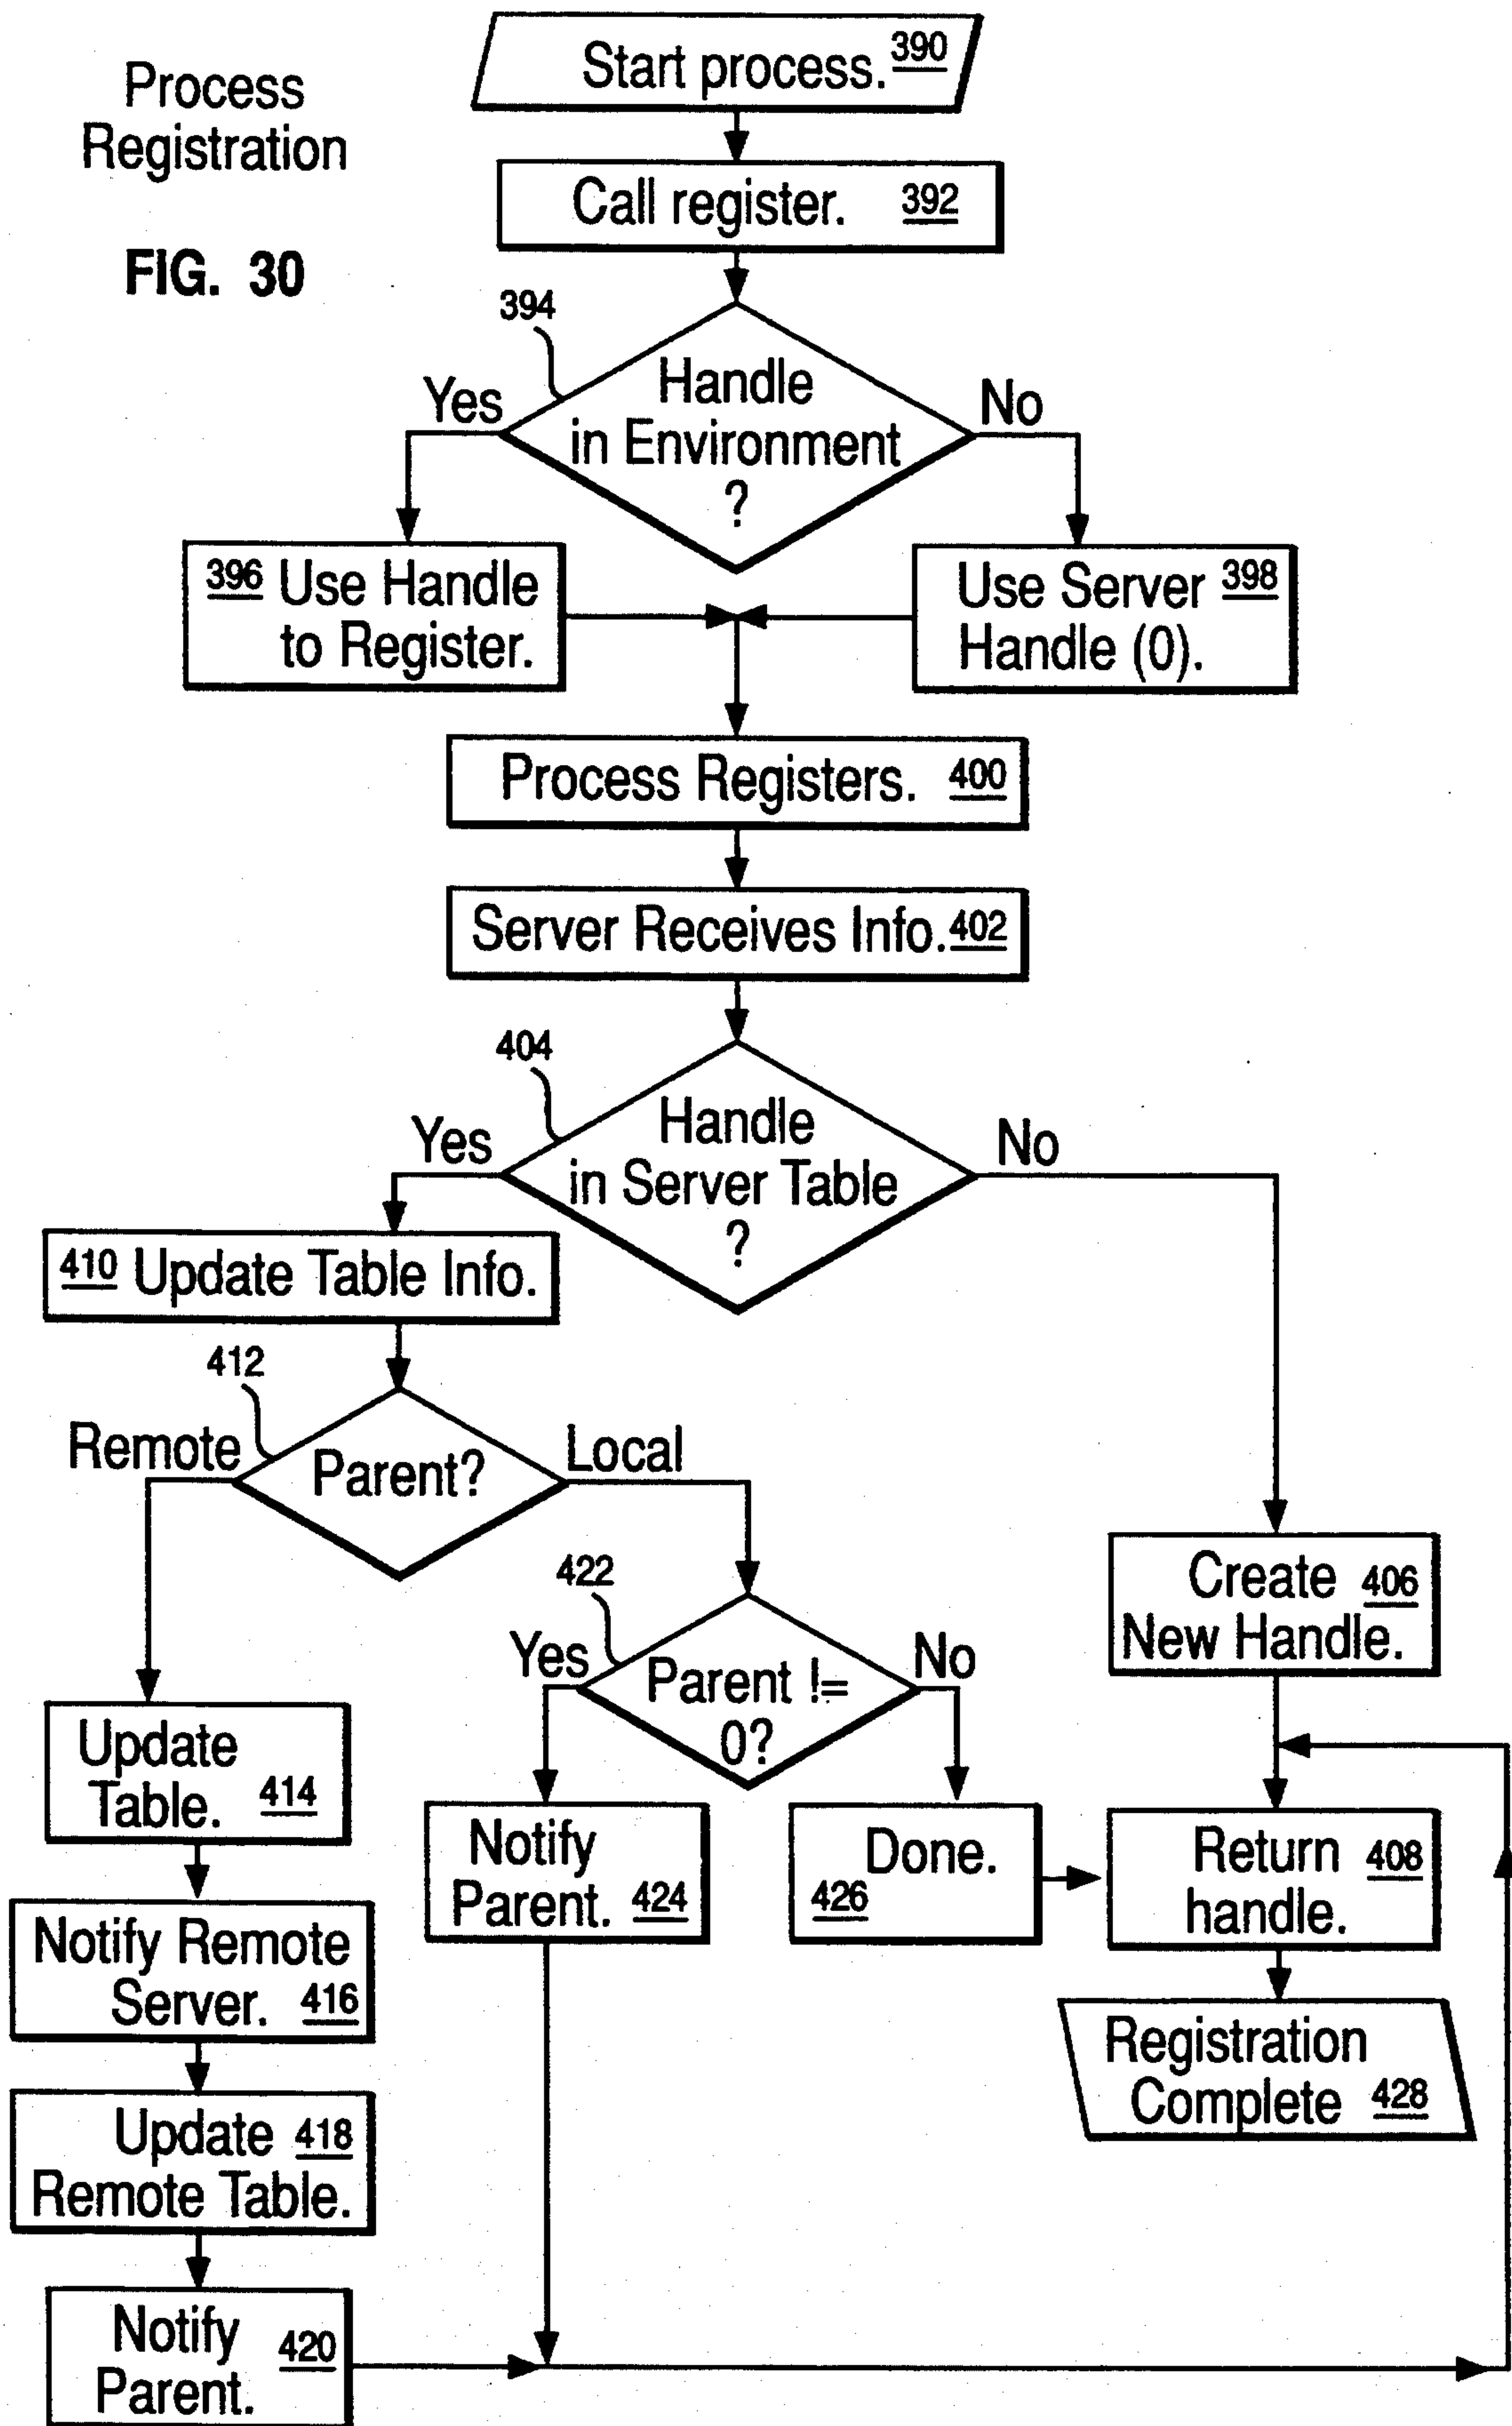 Process
Registration
FIG. 30
Start process. 390
Call register. 392
394
Handle
in Environment
?
Yes
No
396 Use Handle
to Register.
Use Server 398
Handle (0).
Process Registers. 400
Server Receives Info. 402
404
Handle
in Server Table
?
Yes
No
410 Update Table Info.
412
Parent?
Remote
Local
422
Parent !=
0?
Yes
No
Create 406
New Handle.
Update
Table. 414
Notify
Parent. 424
Done.
426
Return 408
handle.
Notify Remote
Server. 416
Registration
Complete 428
Update 418
Remote Table.
Notify 420
Parent.